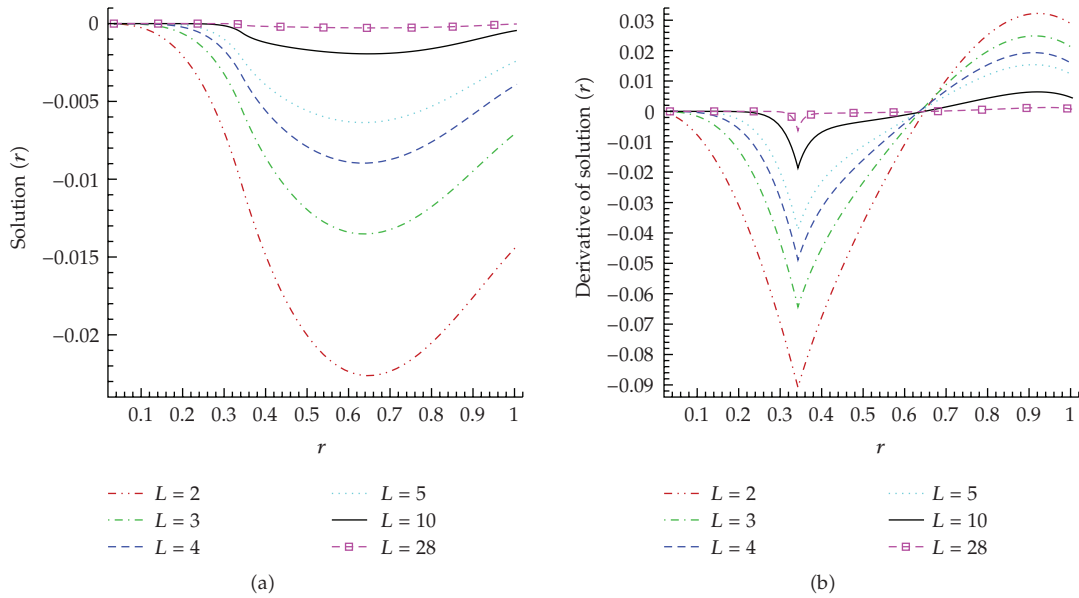 0
−0.005
−0.01
−0.015
−0.02
Solution (r)
0.1 0.2 0.3 0.4 0.5 0.6 0.7 0.8 0.9 1
r
L = 2
L = 3
L = 4
L = 5
L = 10
L = 28
(a)
0.03
0.02
0.01
0
−0.01
−0.02
−0.03
−0.04
−0.05
−0.06
−0.07
−0.08
−0.09
Derivative of solution (r)
0.1 0.2 0.3 0.4 0.5 0.6 0.7 0.8 0.9 1
r
L = 2
L = 3
L = 4
L = 5
L = 10
L = 28
(b)